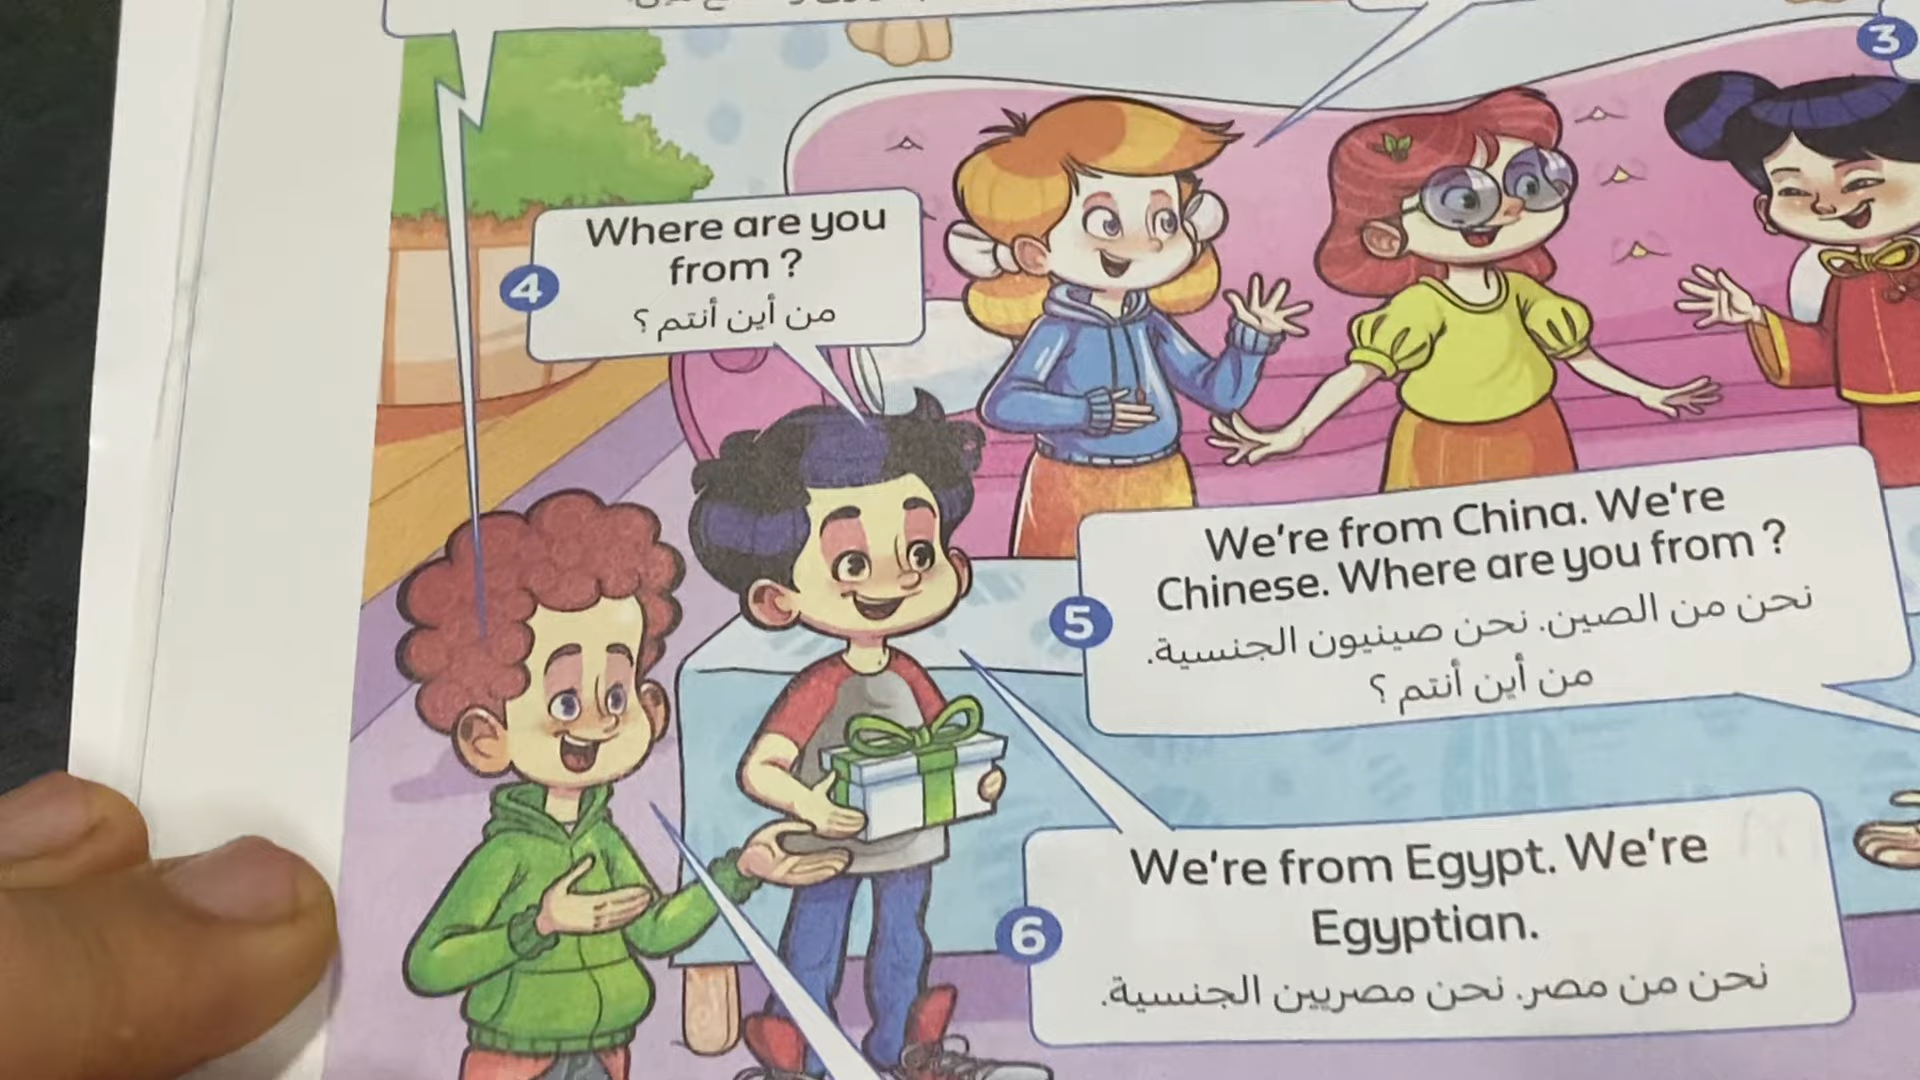 3
4
Where are you
from ?
من أين أنتم ؟
5
We're from China. We're
Chinese. Where are you from ?
نحن من الصين. نحن صينيون الجنسية.
من أين أنتم ؟
6
We're from Egypt. We're
Egyptian.
نحن من مصر. نحن مصريين الجنسية.